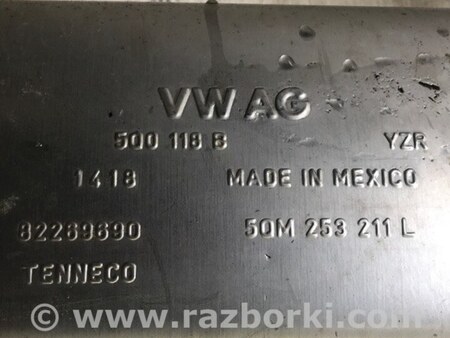 VW AG
500 118 B YZR
1418 MADE IN MEXICO
82269690 5QM 253 211 L
TENNECO
© www.razborki.com